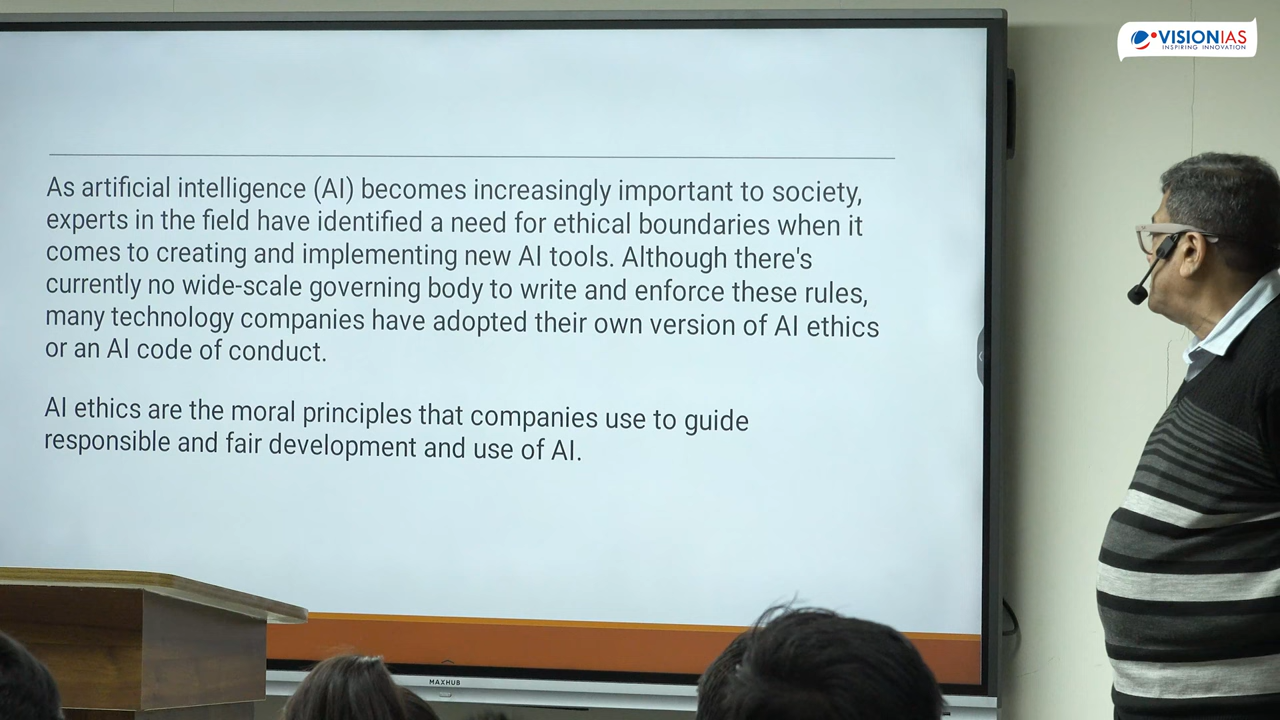 VISIONIAS
INSPIRING INNOVATION
As artificial intelligence (AI) becomes increasingly important to society,
experts in the field have identified a need for ethical boundaries when it
comes to creating and implementing new AI tools. Although there's
currently no wide-scale governing body to write and enforce these rules,
many technology companies have adopted their own version of AI ethics
or an AI code of conduct.
AI ethics are the moral principles that companies use to guide
responsible and fair development and use of AI.
MAXHUB